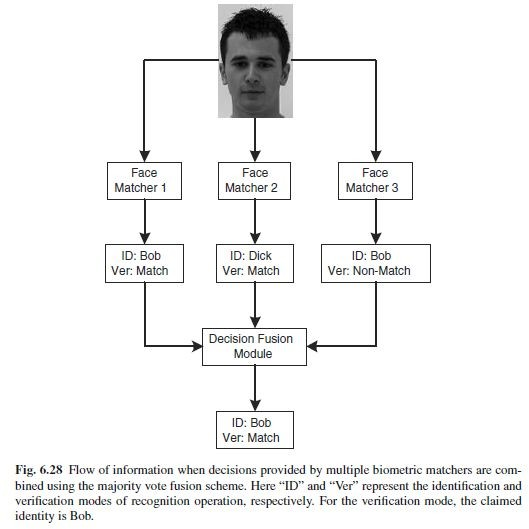 Face
Matcher 1
Face
Matcher 2
Face
Matcher 3
ID: Bob
Ver: Match
ID: Dick
Ver: Match
ID: Bob
Ver: Non-Match
Decision Fusion
Module
ID: Bob
Ver: Match
Fig. 6.28 Flow of information when decisions provided by multiple biometric matchers are com-
bined using the majority vote fusion scheme. Here “ID” and “Ver” represent the identification and
verification modes of recognition operation, respectively. For the verification mode, the claimed
identity is Bob.